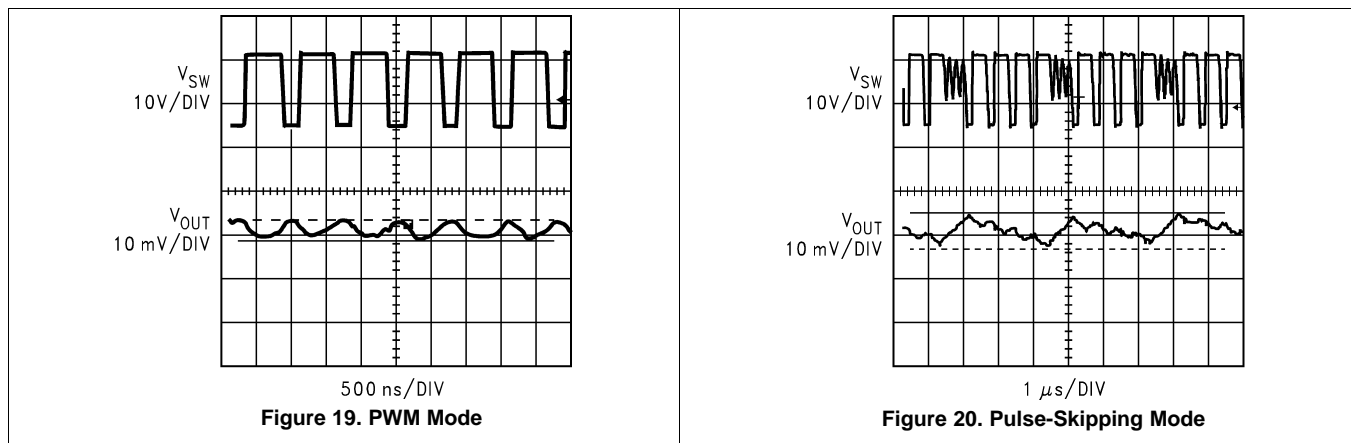 V_SW
10V/DIV
V_OUT
10 mV/DIV
500 ns/DIV
Figure 19. PWM Mode
V_SW
10V/DIV
V_OUT
10 mV/DIV
1 μs/DIV
Figure 20. Pulse-Skipping Mode